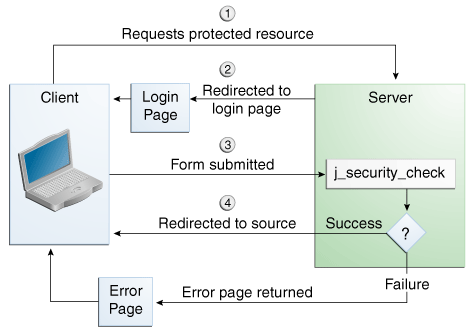 1
Requests protected resource
Client
2
Redirected to
login page
Login
Page
Server
3
Form submitted
j_security_check
4
Redirected to source
Success
?
Failure
Error page returned
Error
Page